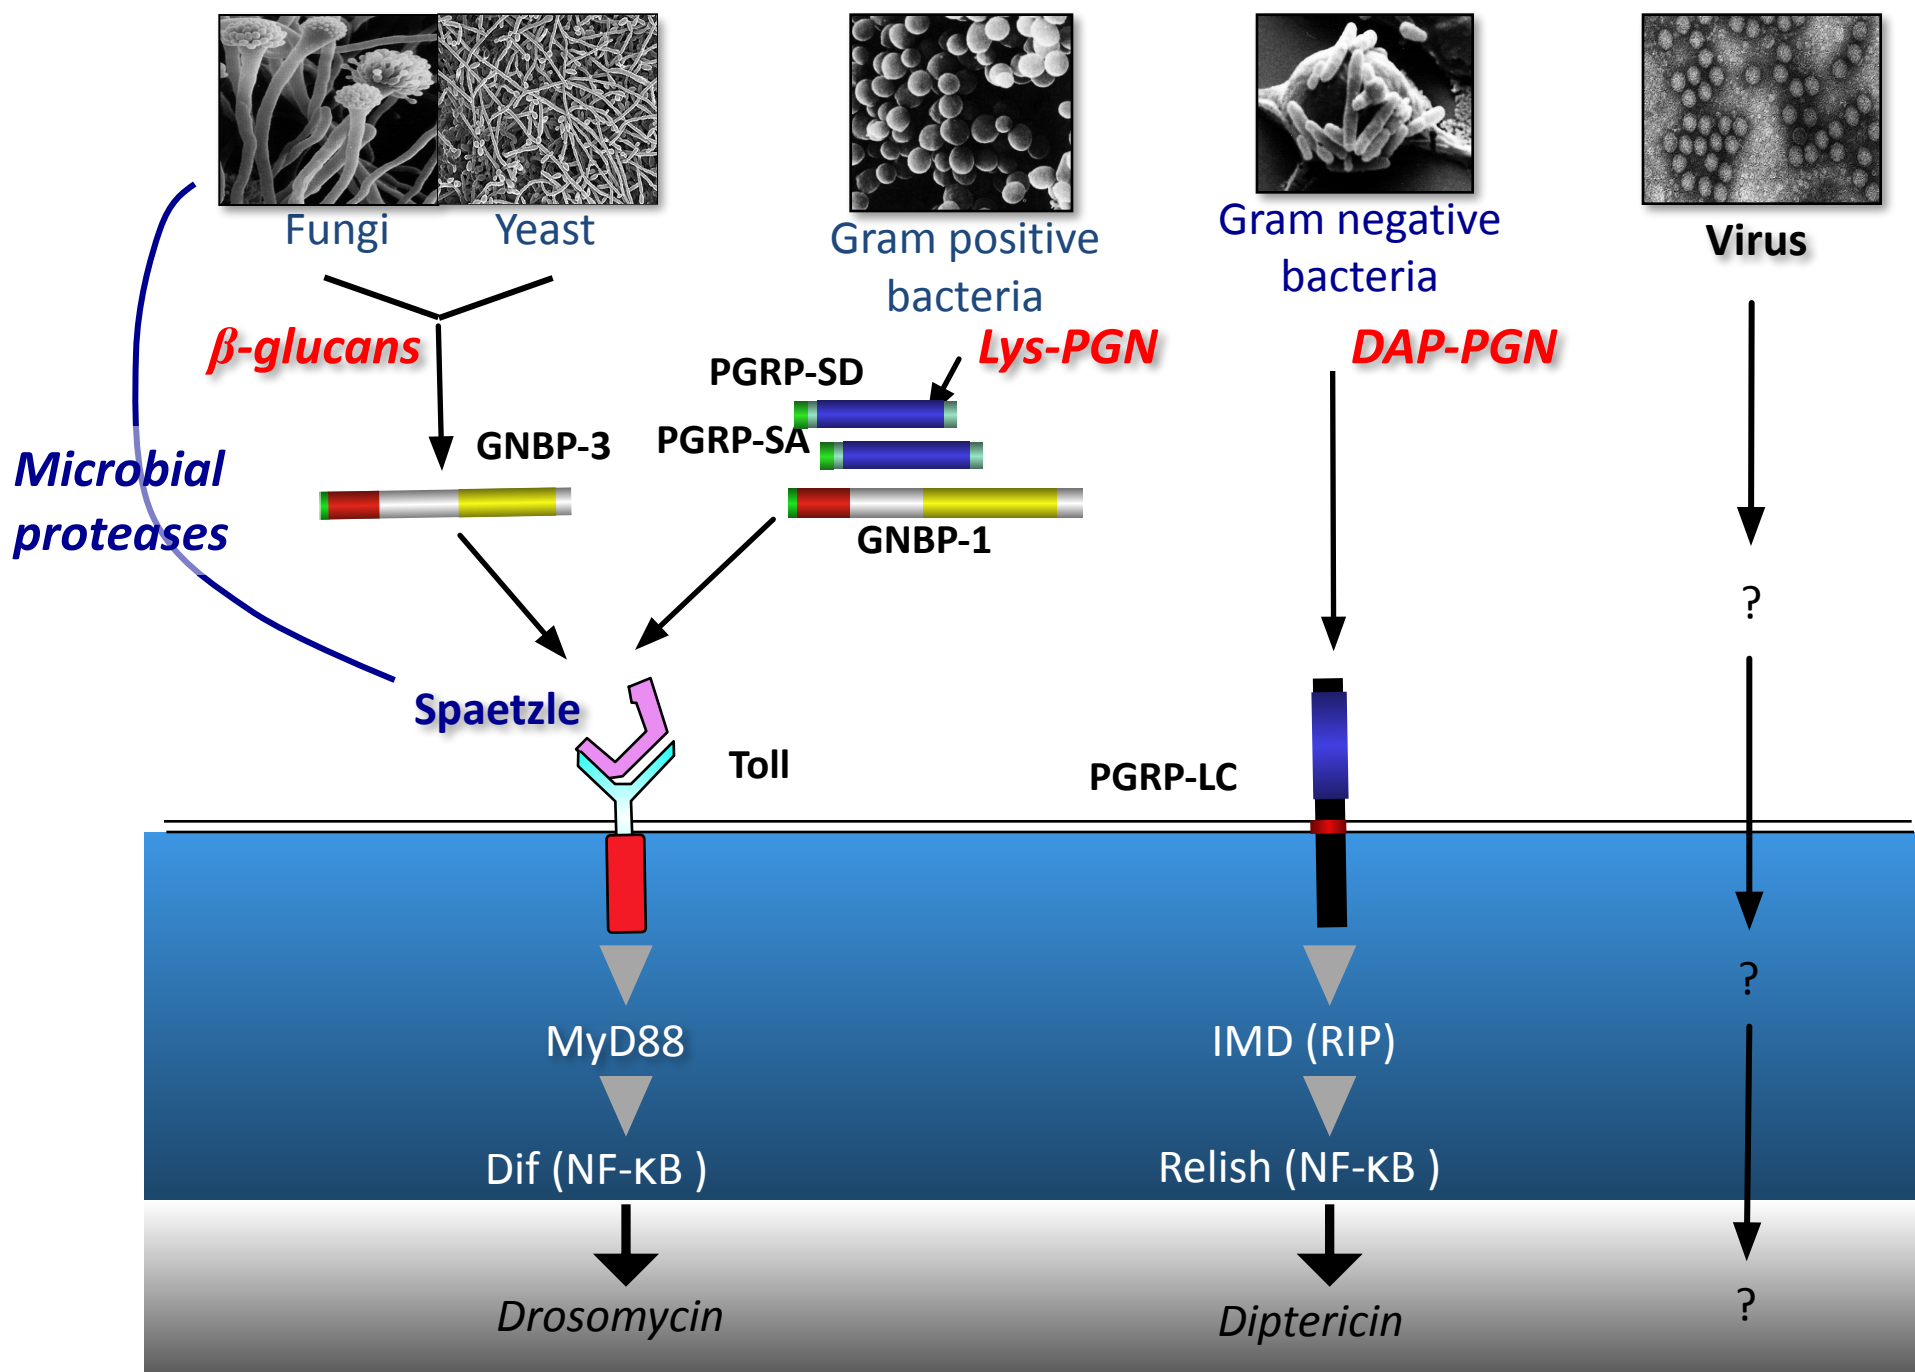 Fungi
Yeast
Gram positive
bacteria
Gram negative
bacteria
Virus
β-glucans
Lys-PGN
DAP-PGN
PGRP-SD
PGRP-SA
GNBP-3
GNBP-1
Microbial
proteases
?
Spaetzle
Toll
PGRP-LC
?
MyD88
IMD (RIP)
Dif (NF-κB )
Relish (NF-κB )
Drosomycin
Diptericin
?